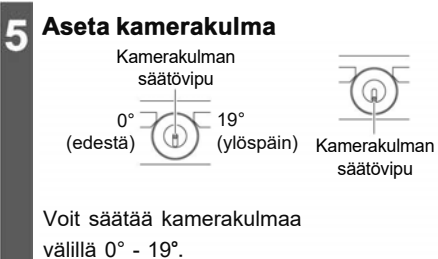 5 Aseta kamerakulma
Kamerakulman
säätövipu
0° 19°
(edestä) (ylöspäin)
Kamerakulman
säätövipu
Voit säätää kamerakulmaa
välillä 0° - 19°.